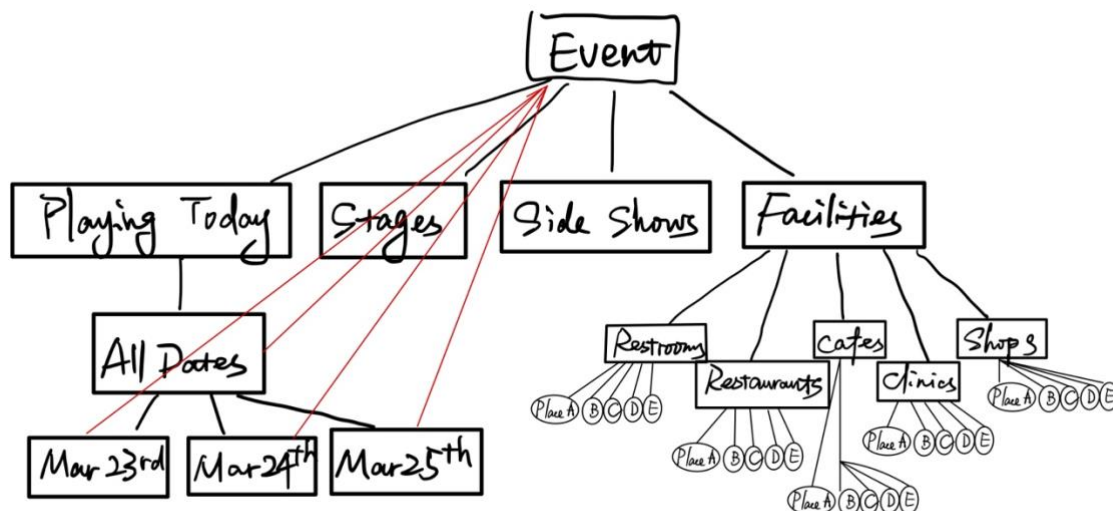 Event
Playing Today
Stages
Side Shows
Facilities
All Dates
Mar 23rd
Mar 24th
Mar 25th
Restrooms
Place A B C D E
Restaurants
Place A B C D E
Cafes
Place A B C D E
Clinics
Place A B C D E
Shops
Place A B C D E